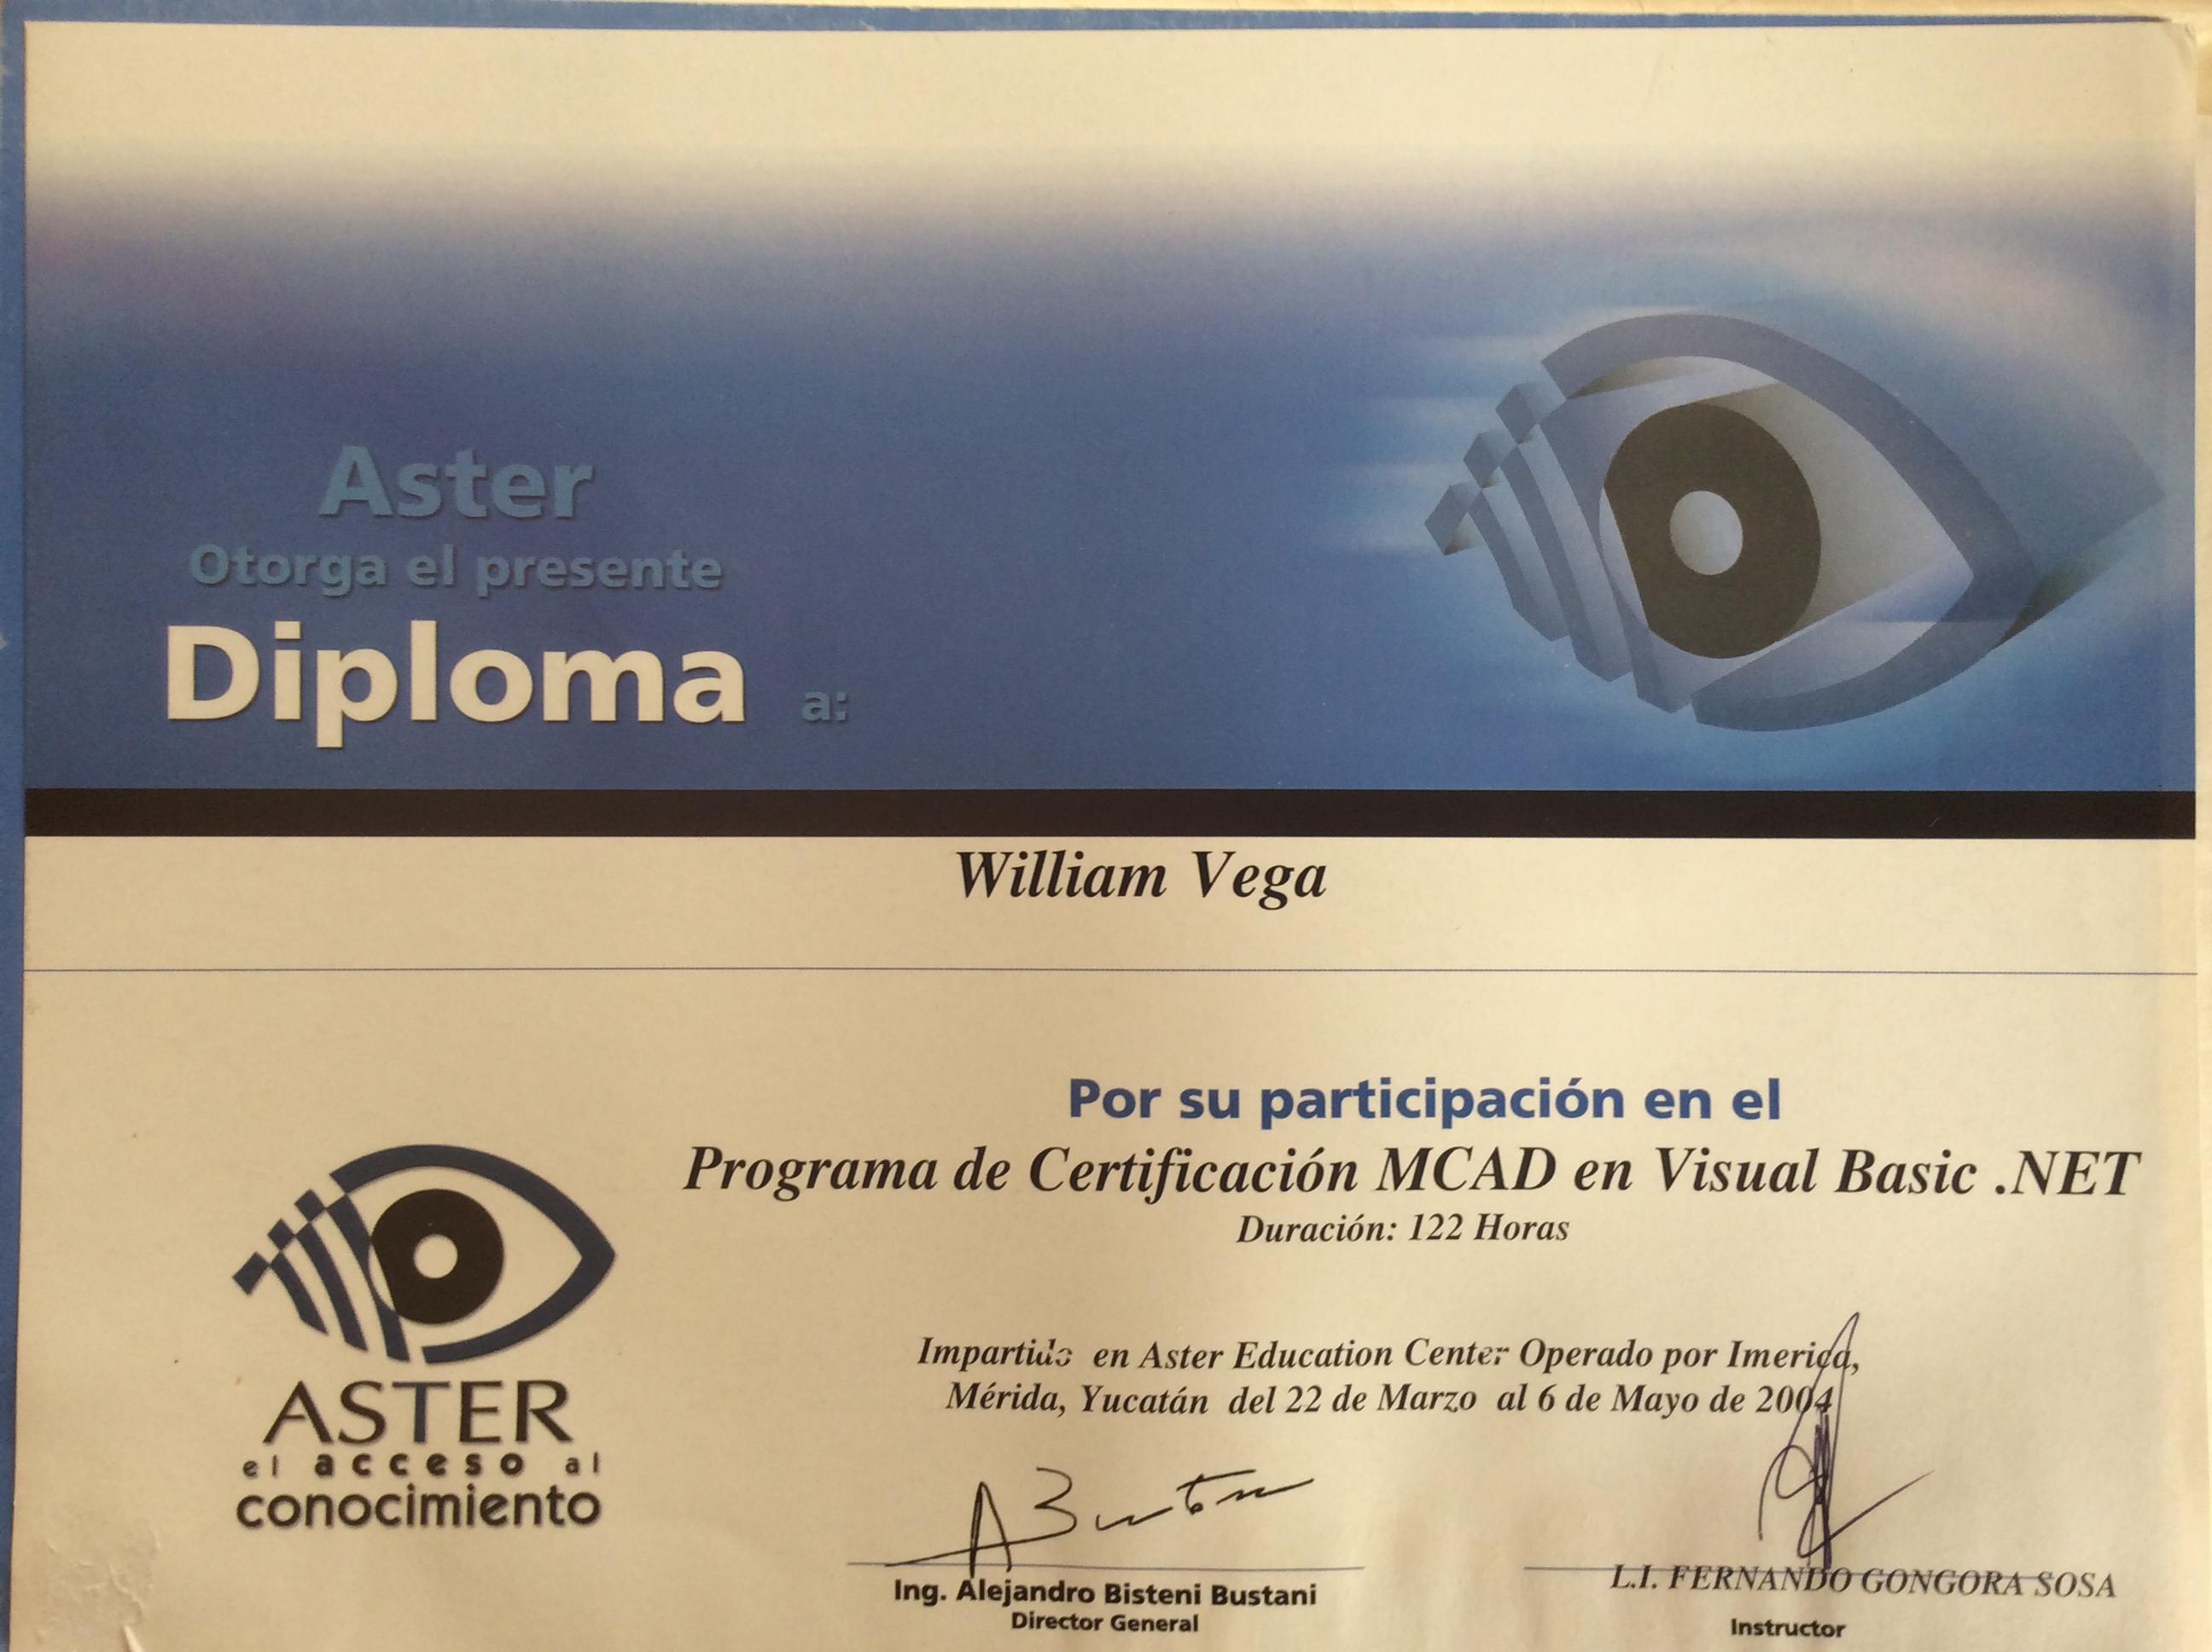 Aster
Otorga el presente
Diploma a:
William Vega
Por su participación en el
Programa de Certificación MCAD en Visual Basic .NET
Duración: 122 Horas
Impartido en Aster Education Center Operado por Imerica,
Mérida, Yucatán del 22 de Marzo al 6 de Mayo de 2004
ASTER
el acceso al
conocimiento
A Bustani
Ing. Alejandro Bisteni Bustani
Director General
L.I. FERNANDO GONGORA SOSA
Instructor